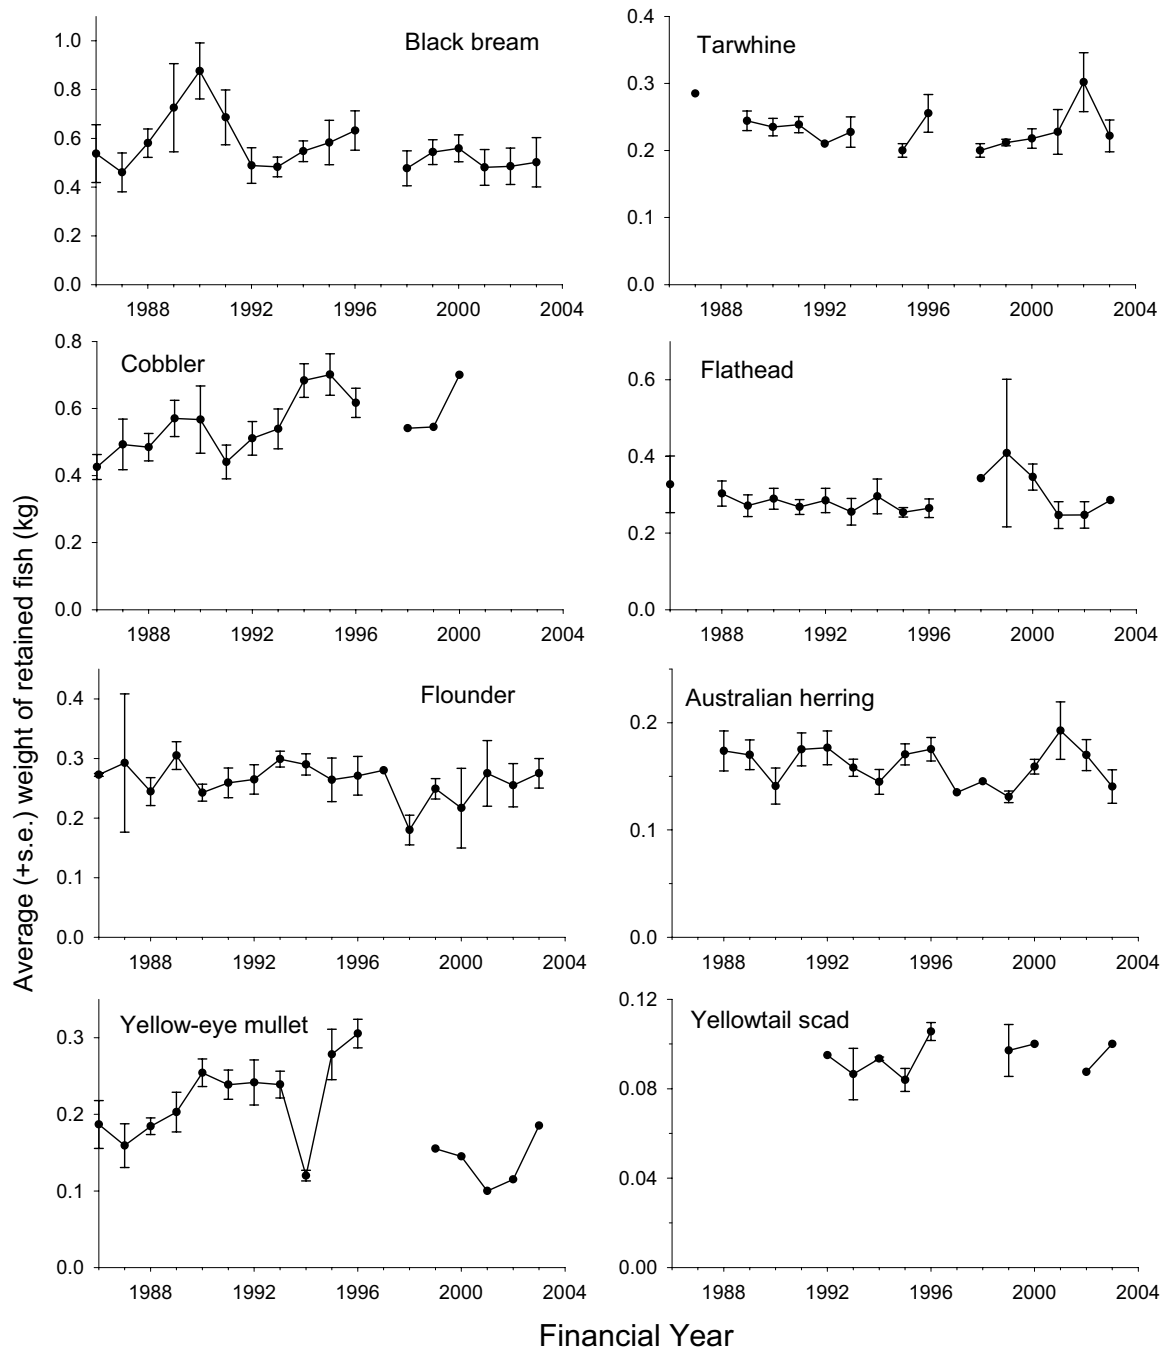 Black bream
1.0
0.8
0.6
0.4
0.2
0.0
1988 1992 1996 2000 2004
Tarwhine
0.4
0.3
0.2
0.1
0.0
1988 1992 1996 2000 2004
Cobbler
0.8
0.6
0.4
0.2
0.0
1988 1992 1996 2000 2004
Flathead
0.6
0.4
0.2
0.0
1988 1992 1996 2000 2004
Flounder
0.4
0.3
0.2
0.1
0.0
1988 1992 1996 2000 2004
Australian herring
0.2
0.1
0.0
1988 1992 1996 2000 2004
Yellow-eye mullet
0.3
0.2
0.1
0.0
1988 1992 1996 2000 2004
Yellowtail scad
0.12
0.08
0.04
0.00
1988 1992 1996 2000 2004
Average (+s.e.) weight of retained fish (kg)
Financial Year